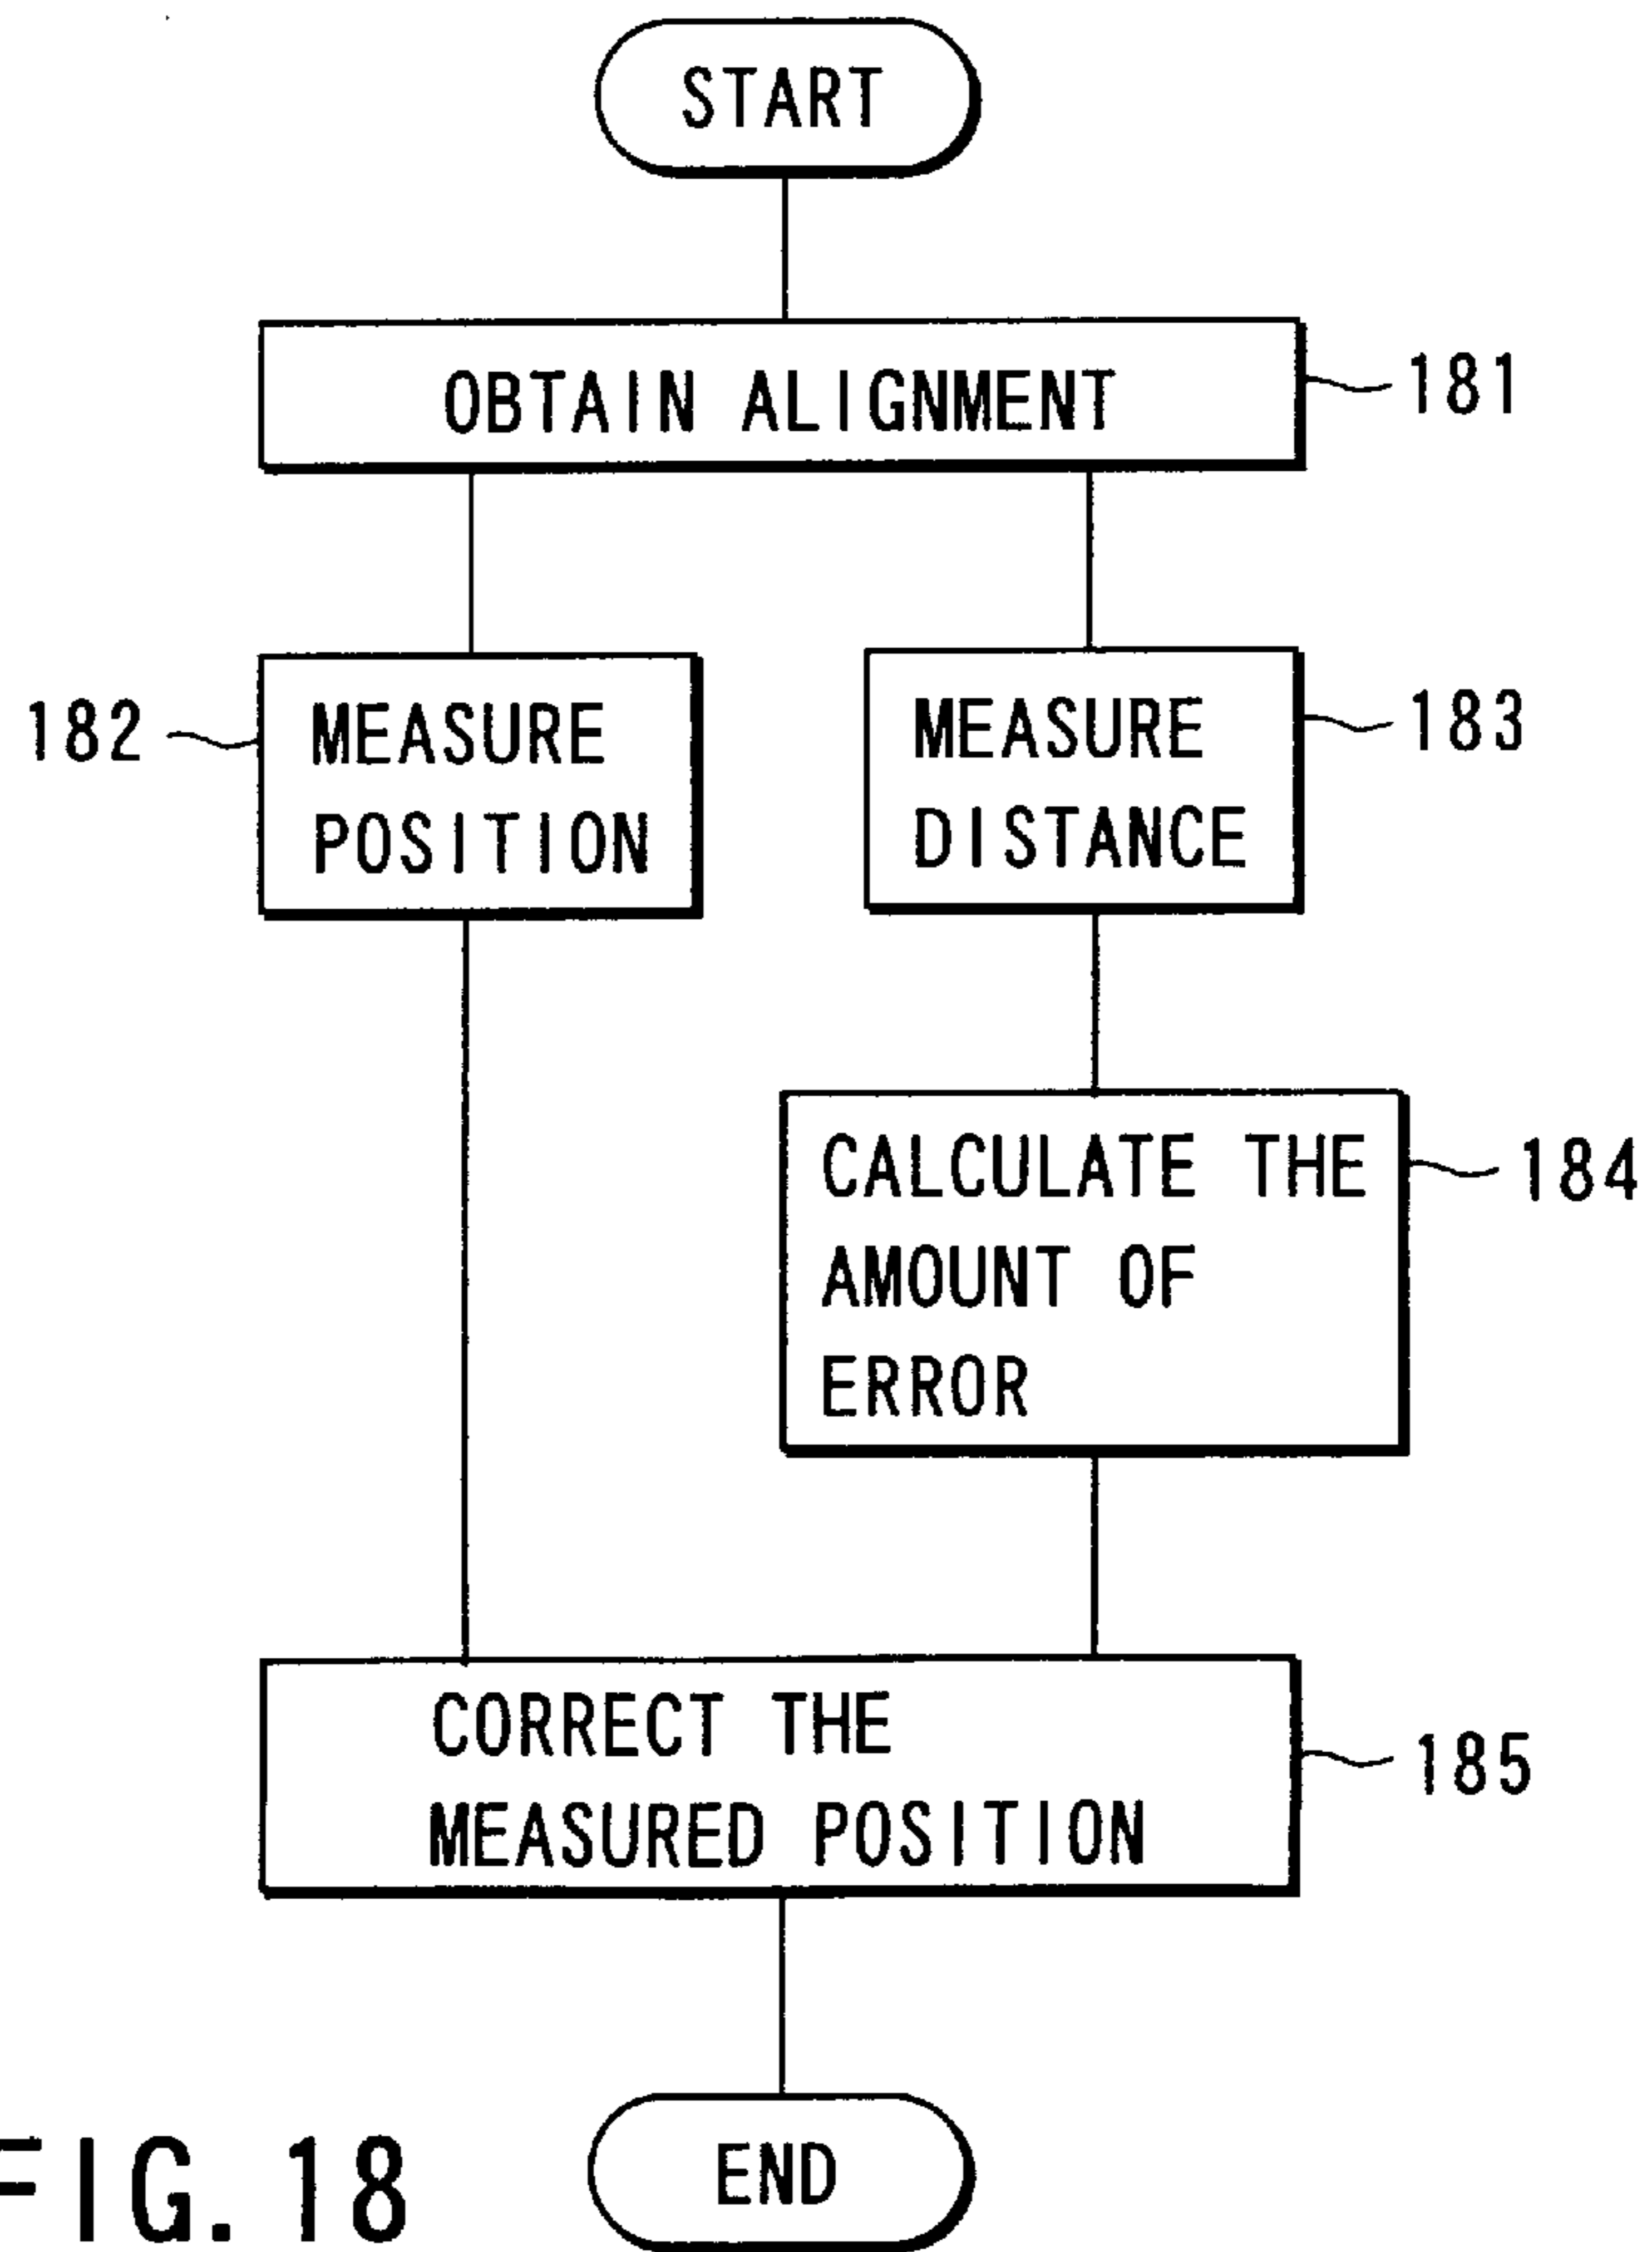 START
OBTAIN ALIGNMENT
181
182
MEASURE
POSITION
MEASURE
DISTANCE
183
CALCULATE THE
AMOUNT OF
ERROR
184
CORRECT THE
MEASURED POSITION
185
END
FIG. 18